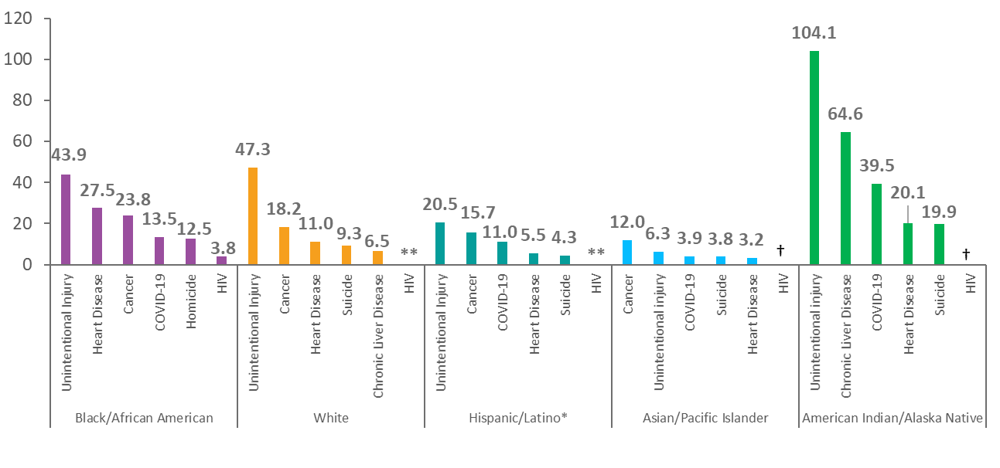 120
100
80
60
40
20
0
43.9
27.5
23.8
13.5
12.5
3.8
47.3
18.2
11.0
9.3
6.5
**
20.5
15.7
11.0
5.5
4.3
**
12.0
6.3
3.9
3.8
3.2
†
104.1
64.6
39.5
20.1
19.9
†
Unintentional Injury
Heart Disease
Cancer
COVID-19
Homicide
HIV
Unintentional Injury
Cancer
Heart Disease
Suicide
Chronic Liver Disease
HIV
Unintentional Injury
Cancer
COVID-19
Heart Disease
Suicide
HIV
Cancer
Unintentional injury
COVID-19
Suicide
Heart Disease
HIV
Unintentional injury
Chronic Liver Disease
COVID-19
Heart Disease
Suicide
HIV
Black/African American
White
Hispanic/Latino*
Asian/Pacific Islander
American Indian/Alaska Native